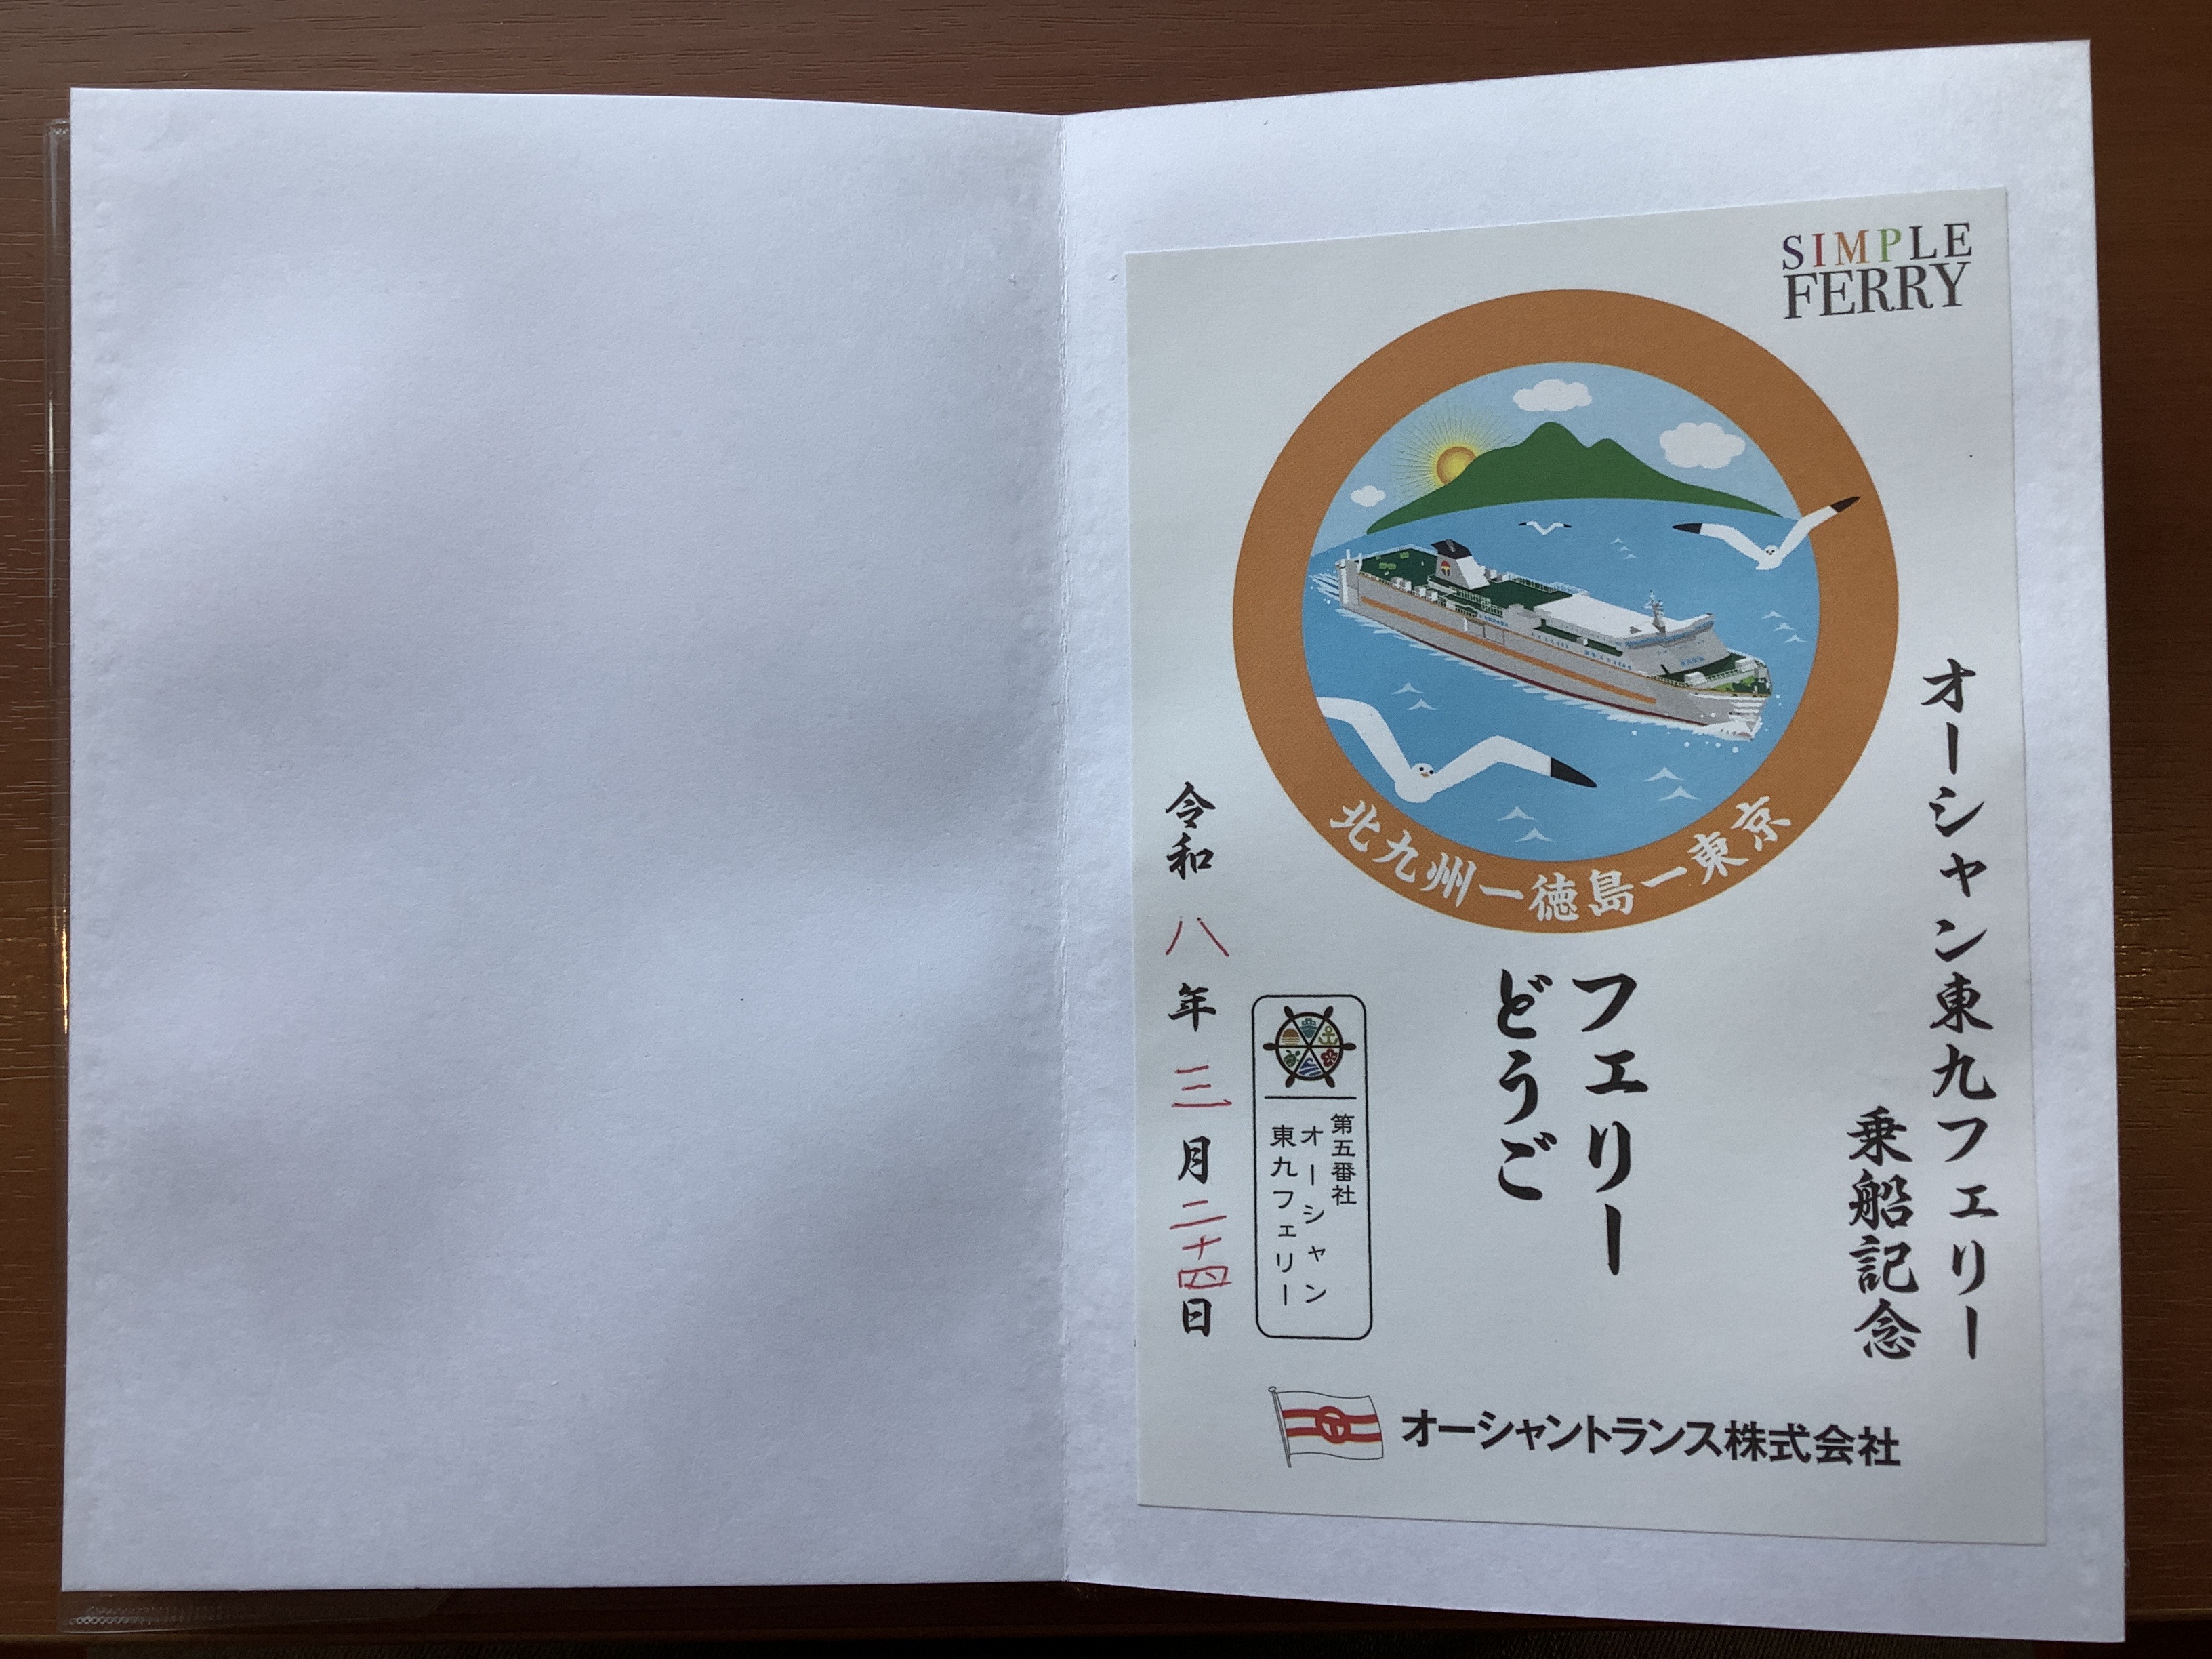 SIMPLE
FERRY
オーシャン東九フェリー
乗船記念
北九州ー徳島ー東京
フェリー
どうご
第五番社
オーシャン
東九フェリー
令和八年三月二十四日
オーシャントランス株式会社